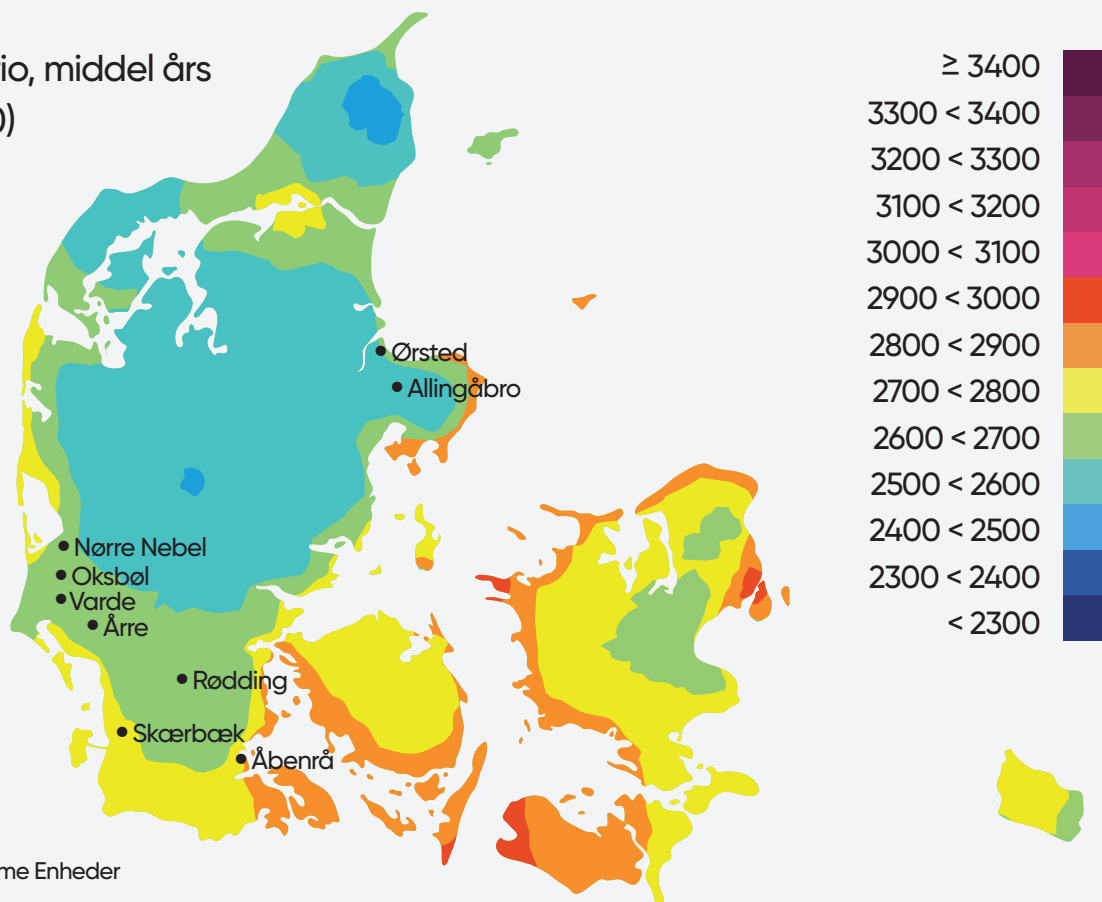 io, middel års
)
≥ 3400
3300 < 3400
3200 < 3300
3100 < 3200
3000 < 3100
2900 < 3000
2800 < 2900
2700 < 2800
2600 < 2700
2500 < 2600
2400 < 2500
2300 < 2400
< 2300
Ørsted
Allingåbro
Nørre Nebel
Oksbøl
Varde
Årre
Rødding
Skærbæk
Åbenrå
me Enheder